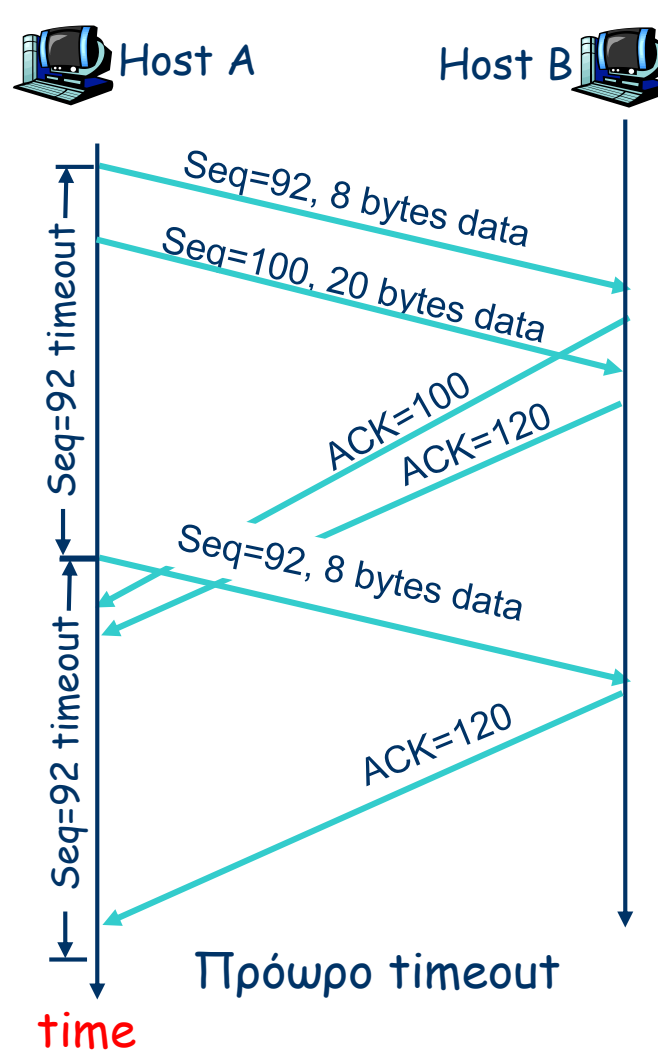 Host A
Host B
Seq=92, 8 bytes data
Seq=100, 20 bytes data
Seq=92 timeout
ACK=100
ACK=120
Seq=92, 8 bytes data
Seq=92 timeout
ACK=120
Πρόωρο timeout
time